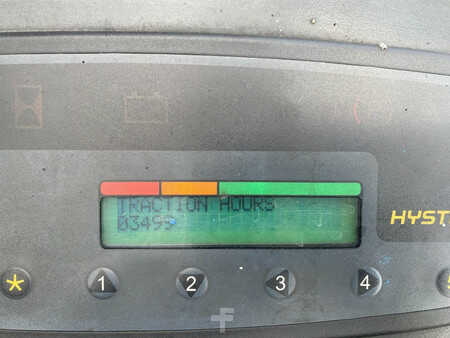 TRACTION HOURS
03499
HYST
* 1 2 3 4